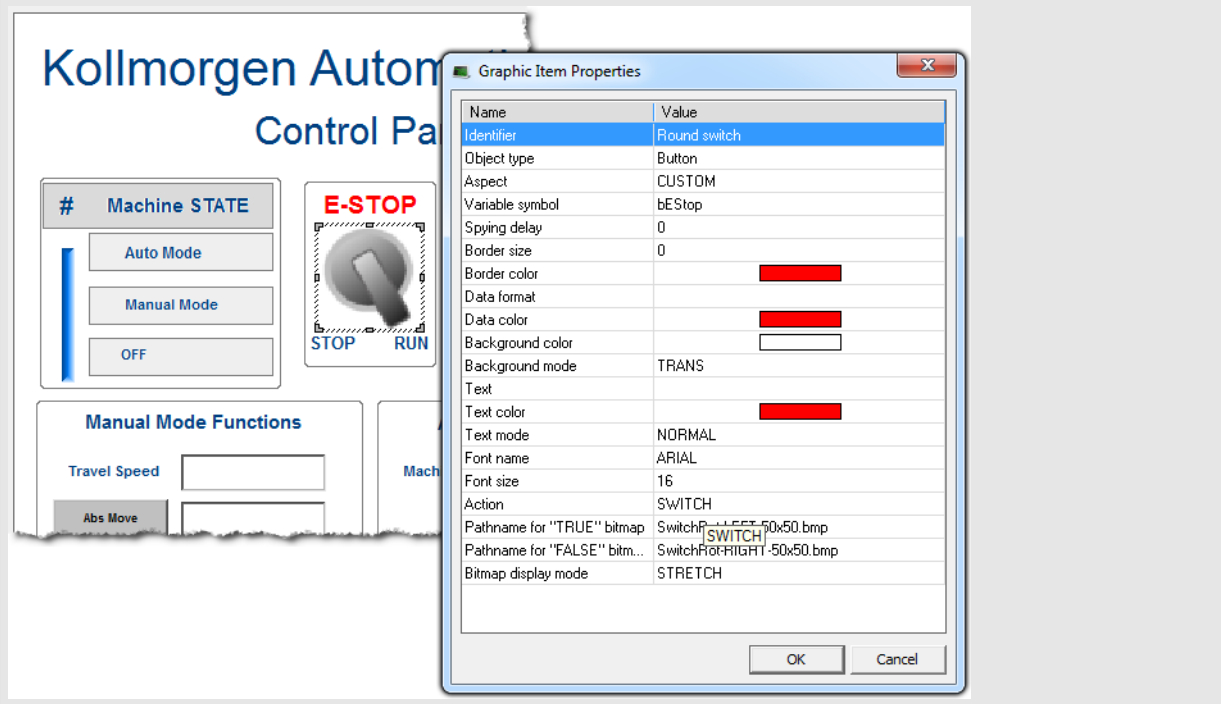 Kollmorgen Autom
Control Pa
# Machine STATE
Auto Mode
Manual Mode
OFF
E-STOP
STOP RUN
Manual Mode Functions
Travel Speed
Abs Move
Mach
Graphic Item Properties
Name Value
Identifier Round switch
Object type Button
Aspect CUSTOM
Variable symbol bEStop
Spying delay 0
Border size 0
Border color
Data format
Data color
Background color
Background mode TRANS
Text
Text color
Text mode NORMAL
Font name ARIAL
Font size 16
Action SWITCH
Pathname for "TRUE" bitmap SwitchRot-LEFT-50x50.bmp
SWITCH
Pathname for "FALSE" bitm... SwitchRot-RIGHT-50x50.bmp
Bitmap display mode STRETCH
OK Cancel